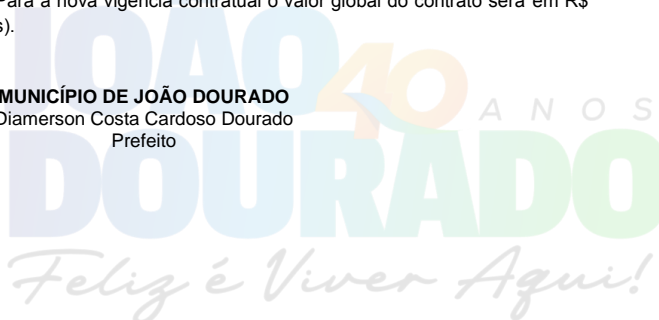 Para a nova vigência contratual o valor global do contrato será em R$
s).
MUNICÍPIO DE JOÃO DOURADO
Diamerson Costa Cardoso Dourado
Prefeito
JOÃO 40 ANOS
DOURADO
Feliz é Viver Aqui!